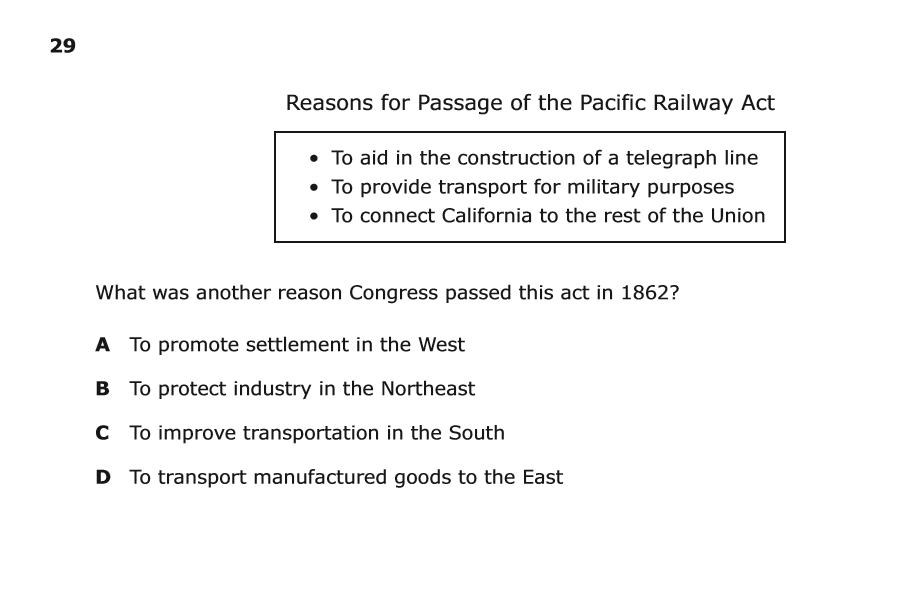 29
Reasons for Passage of the Pacific Railway Act
• To aid in the construction of a telegraph line
• To provide transport for military purposes
• To connect California to the rest of the Union
What was another reason Congress passed this act in 1862?
A To promote settlement in the West
B To protect industry in the Northeast
C To improve transportation in the South
D To transport manufactured goods to the East